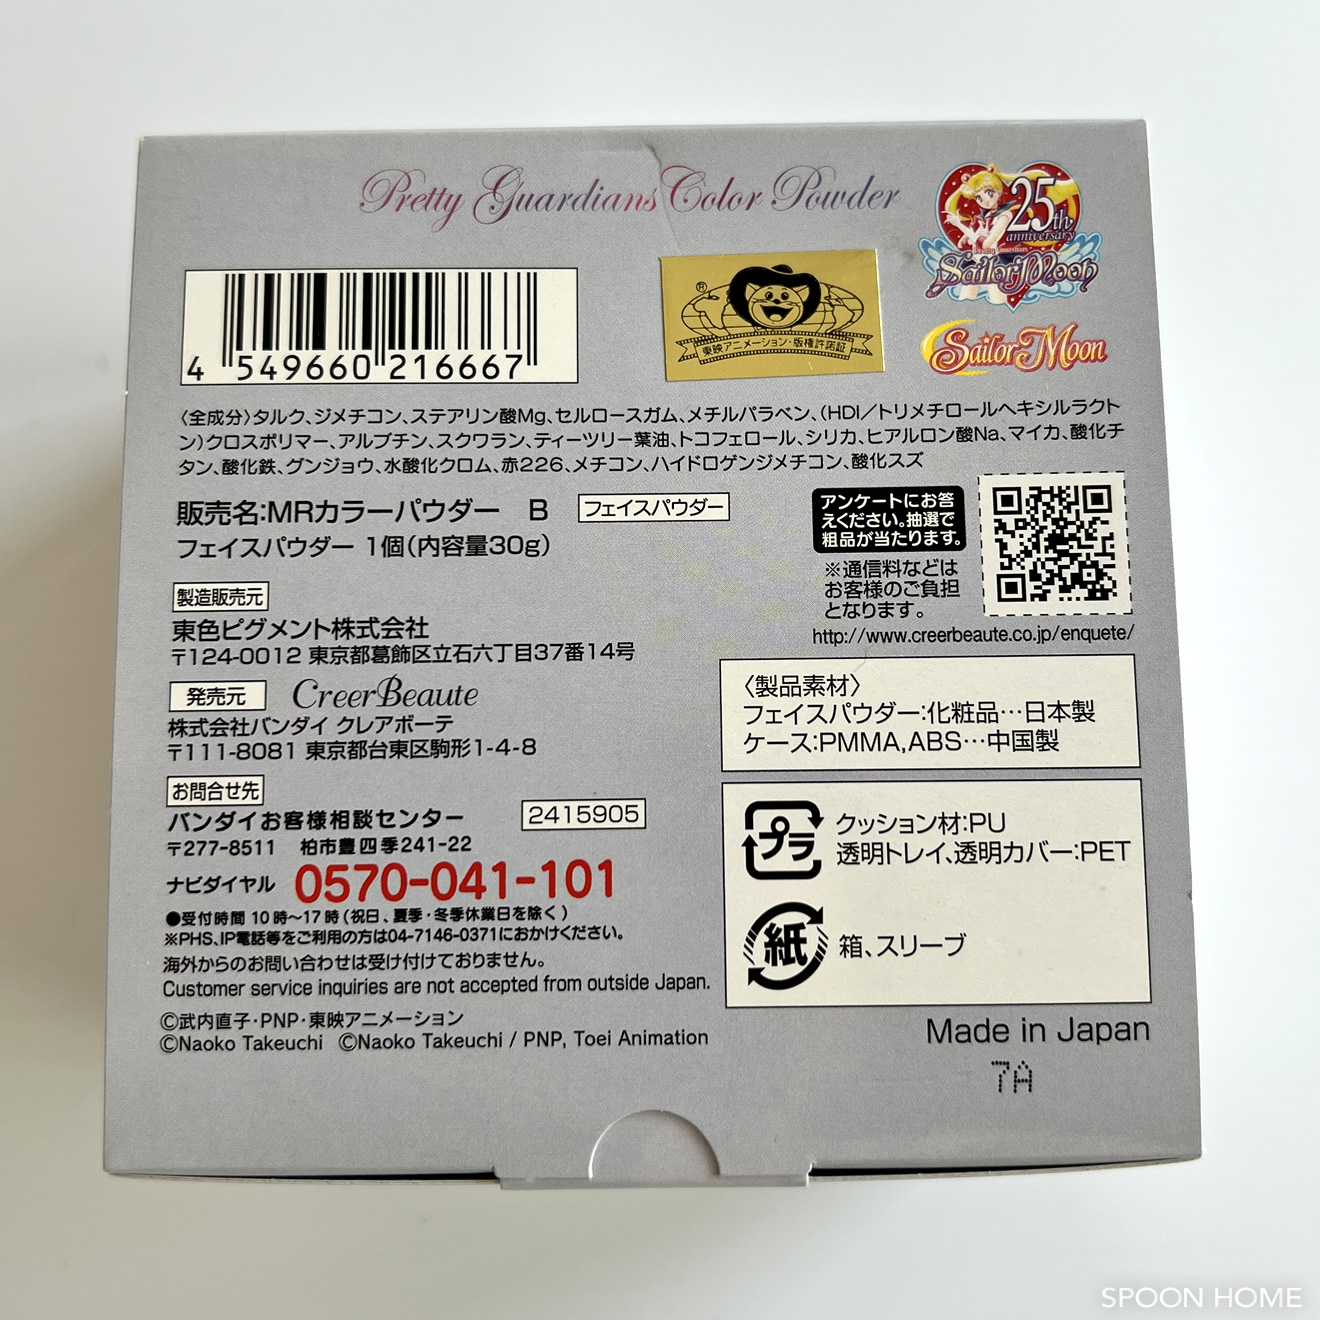 Pretty Guardians Color Powder
25th
anniversary
Sailor Moon
Sailor Moon
®
東映アニメーション・版権許諾証
4 549660 216667
〈全成分〉タルク、ジメチコン、ステアリン酸Mg、セルロースガム、メチルパラベン、(HDI／トリメチロールヘキシルラクト
ン)クロスポリマー、アルブチン、スクワラン、ティーツリー葉油、トコフェロール、シリカ、ヒアルロン酸Na、マイカ、酸化チ
タン、酸化鉄、グンジョウ、水酸化クロム、赤226、メチコン、ハイドロゲンジメチコン、酸化スズ
販売名:MRカラーパウダー　B
フェイスパウダー
フェイスパウダー 1個(内容量30g)
アンケートにお答
えください。抽選で
粗品が当たります。
※通信料などは
お客様のご負担
となります。
http://www.creerbeaute.co.jp/enquete/
製造販売元
東色ピグメント株式会社
〒124-0012 東京都葛飾区立石六丁目37番14号
発売元
CreerBeaute
株式会社バンダイ クレアボーテ
〒111-8081 東京都台東区駒形1-4-8
お問合せ先
バンダイお客様相談センター
2415905
〒277-8511　柏市豊四季241-22
ナビダイヤル 0570-041-101
●受付時間 10時～17時(祝日、夏季・冬季休業日を除く)
※PHS、IP電話等をご利用の方は04-7146-0371におかけください。
海外からのお問い合わせは受け付けておりません。
Customer service inquiries are not accepted from outside Japan.
©武内直子・PNP・東映アニメーション
©Naoko Takeuchi ©Naoko Takeuchi / PNP, Toei Animation
〈製品素材〉
フェイスパウダー:化粧品…日本製
ケース:PMMA,ABS…中国製
プラ
クッション材:PU
透明トレイ、透明カバー:PET
紙
箱、スリーブ
Made in Japan
7A
SPOON HOME